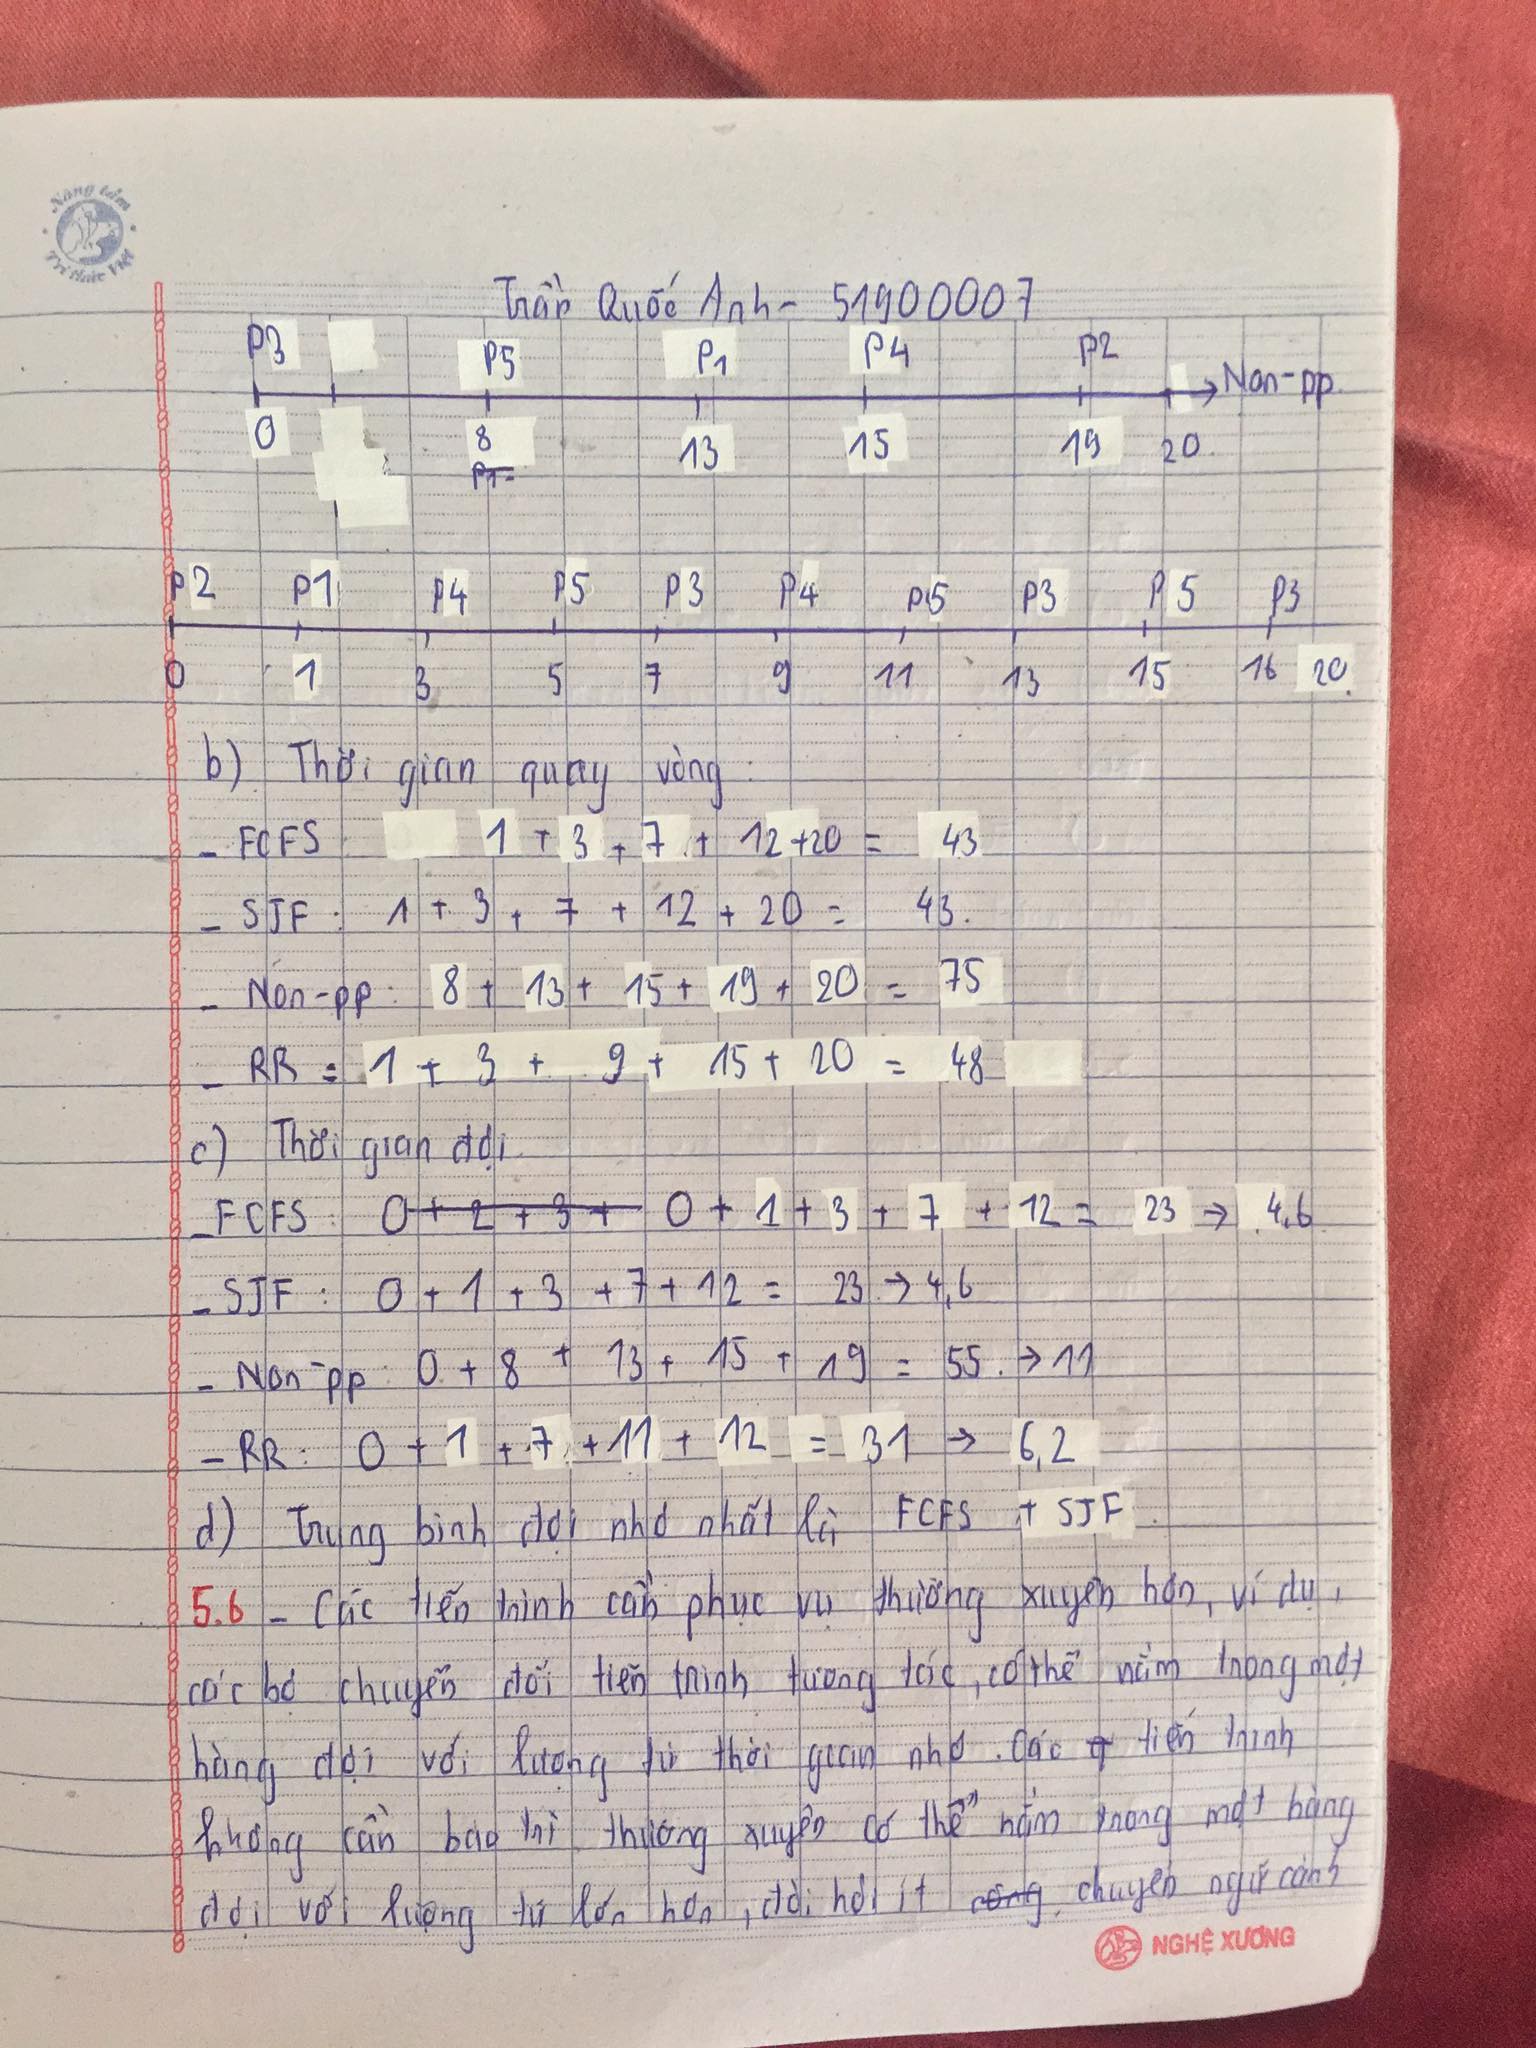 Nâng tầm
Tri thức Việt
Trần Quốc Anh - 51900007
P3 P5 P1 P4 P2
Non-pp
0 8 13 15 19 20
P1-
P2 P1 P4 P5 P3 P4 P5 P3 P5 P3
0 1 3 5 7 9 11 13 15 16 20
b) Thời gian quay vòng:
- FCFS 1 + 3 + 7 + 12 + 20 = 43
- SJF: 1 + 3 + 7 + 12 + 20 = 43.
- Non-pp: 8 + 13 + 15 + 19 + 20 = 75
- RR = 1 + 3 + 9 + 15 + 20 = 48
c) Thời gian đợi
- FCFS: 0 + 2 + 3 + 0 + 1 + 3 + 7 + 12 = 23 → 4,6
- SJF: 0 + 1 + 3 + 7 + 12 = 23 → 4,6
- Non-pp: 0 + 8 + 13 + 15 + 19 = 55. → 11
- RR: 0 + 1 + 7 + 11 + 12 = 31 → 6,2
d) Trung bình đợi nhỏ nhất là FCFS + SJF.
5.6 - Các tiến trình cần phục vụ thường xuyên hơn, ví dụ,
các bộ chuyển đổi tiến trình tương tác, có thể nằm trong một
hàng đợi với lượng tử thời gian nhỏ. Các q tiến trình
không cần bảo trì thường xuyên có thể nằm trong một hàng
đợi với lượng tử lớn hơn, đòi hỏi ít công chuyển ngữ cảnh
NGHỆ XƯƠNG